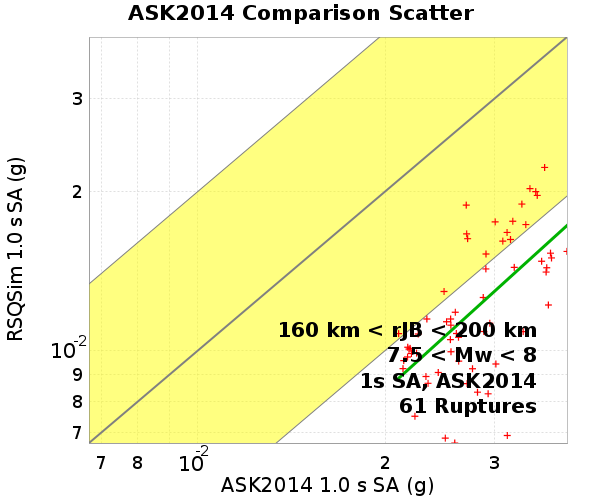 ASK2014 Comparison Scatter
RSQSim 1.0 s SA (g)
3
2
10-2
9
8
7
160 km < rJB < 200 km
7.5 < Mw < 8
1s SA, ASK2014
61 Ruptures
7 8 10-2 2 3
ASK2014 1.0 s SA (g)